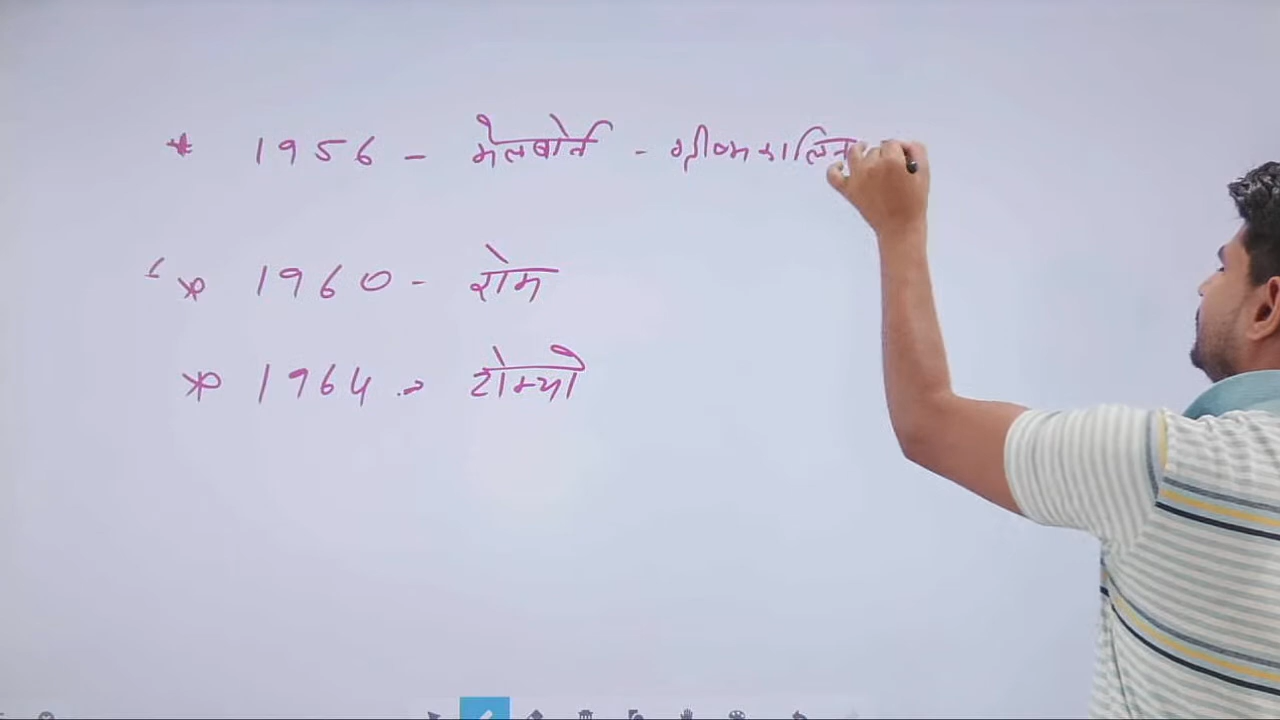 * 1956 - मेलबोर्न - ग्रीष्मकालिन
* 1960 - रोम
* 1964 - टोक्यो